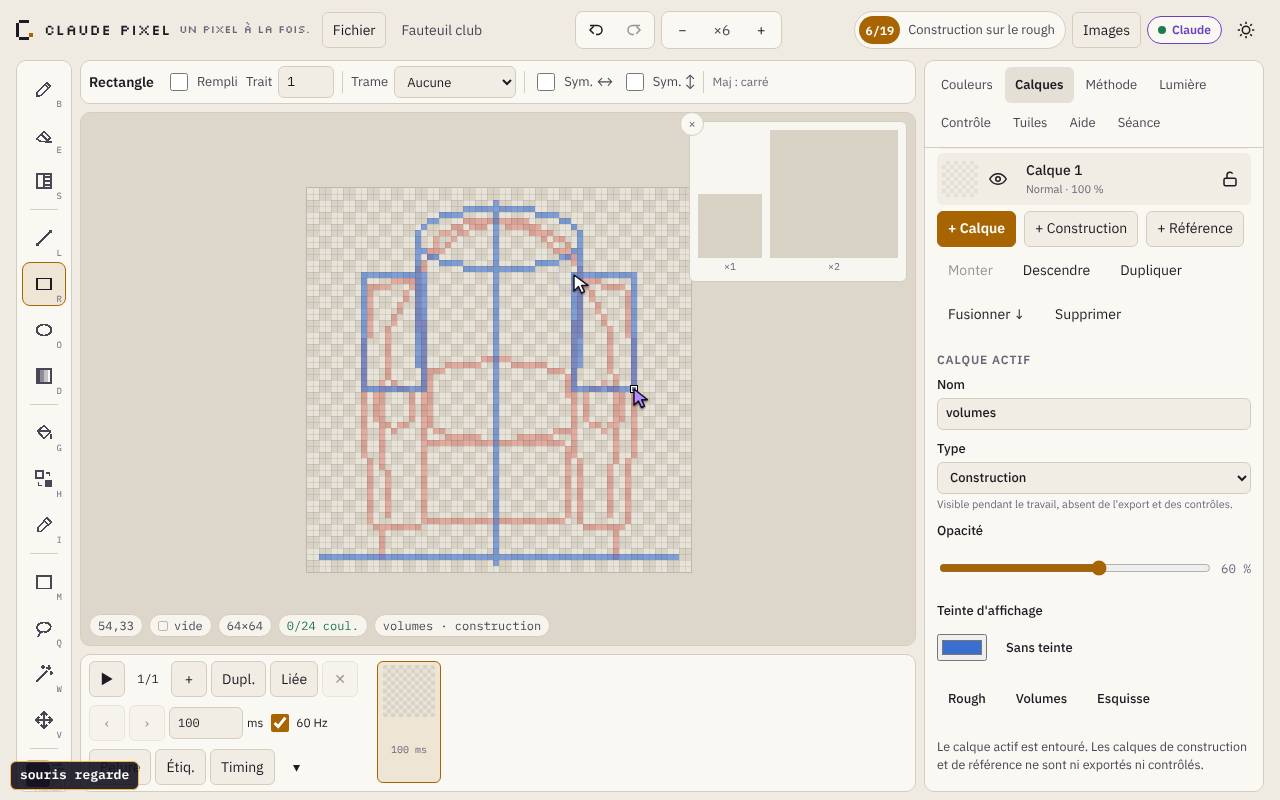 CLAUDE PIXEL UN PIXEL À LA FOIS. Fichier Fauteuil club − ×6 + 6/19 Construction sur le rough Images Claude
Rectangle Rempli Trait 1 Trame Aucune Sym. ↔ Sym. ↕ Maj : carré
B
E
S
L
R
O
D
G
H
I
M
Q
W
V
×
×1 ×2
54,33 vide 64×64 0/24 coul. volumes · construction
▶ 1/1 + Dupl. Liée ×
‹ › 100 ms 60 Hz
Étiq. Timing ▼
100 ms
souris regarde
Couleurs Calques Méthode Lumière
Contrôle Tuiles Aide Séance
Calque 1
Normal · 100 %
+ Calque + Construction + Référence
Monter Descendre Dupliquer
Fusionner ↓ Supprimer
CALQUE ACTIF
Nom
volumes
Type
Construction
Visible pendant le travail, absent de l'export et des contrôles.
Opacité
60 %
Teinte d'affichage
Sans teinte
Rough Volumes Esquisse
Le calque actif est entouré. Les calques de construction
et de référence ne sont ni exportés ni contrôlés.